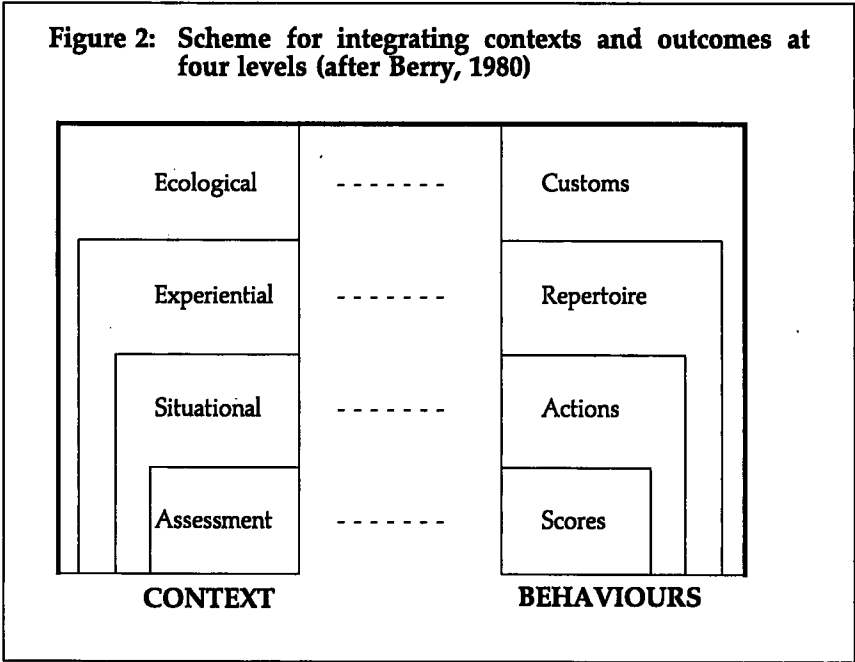 Figure 2: Scheme for integrating contexts and outcomes at
four levels (after Berry, 1980)
Ecological - - - - - - - Customs
Experiential - - - - - - - Repertoire
Situational - - - - - - - Actions
Assessment - - - - - - - Scores
CONTEXT BEHAVIOURS